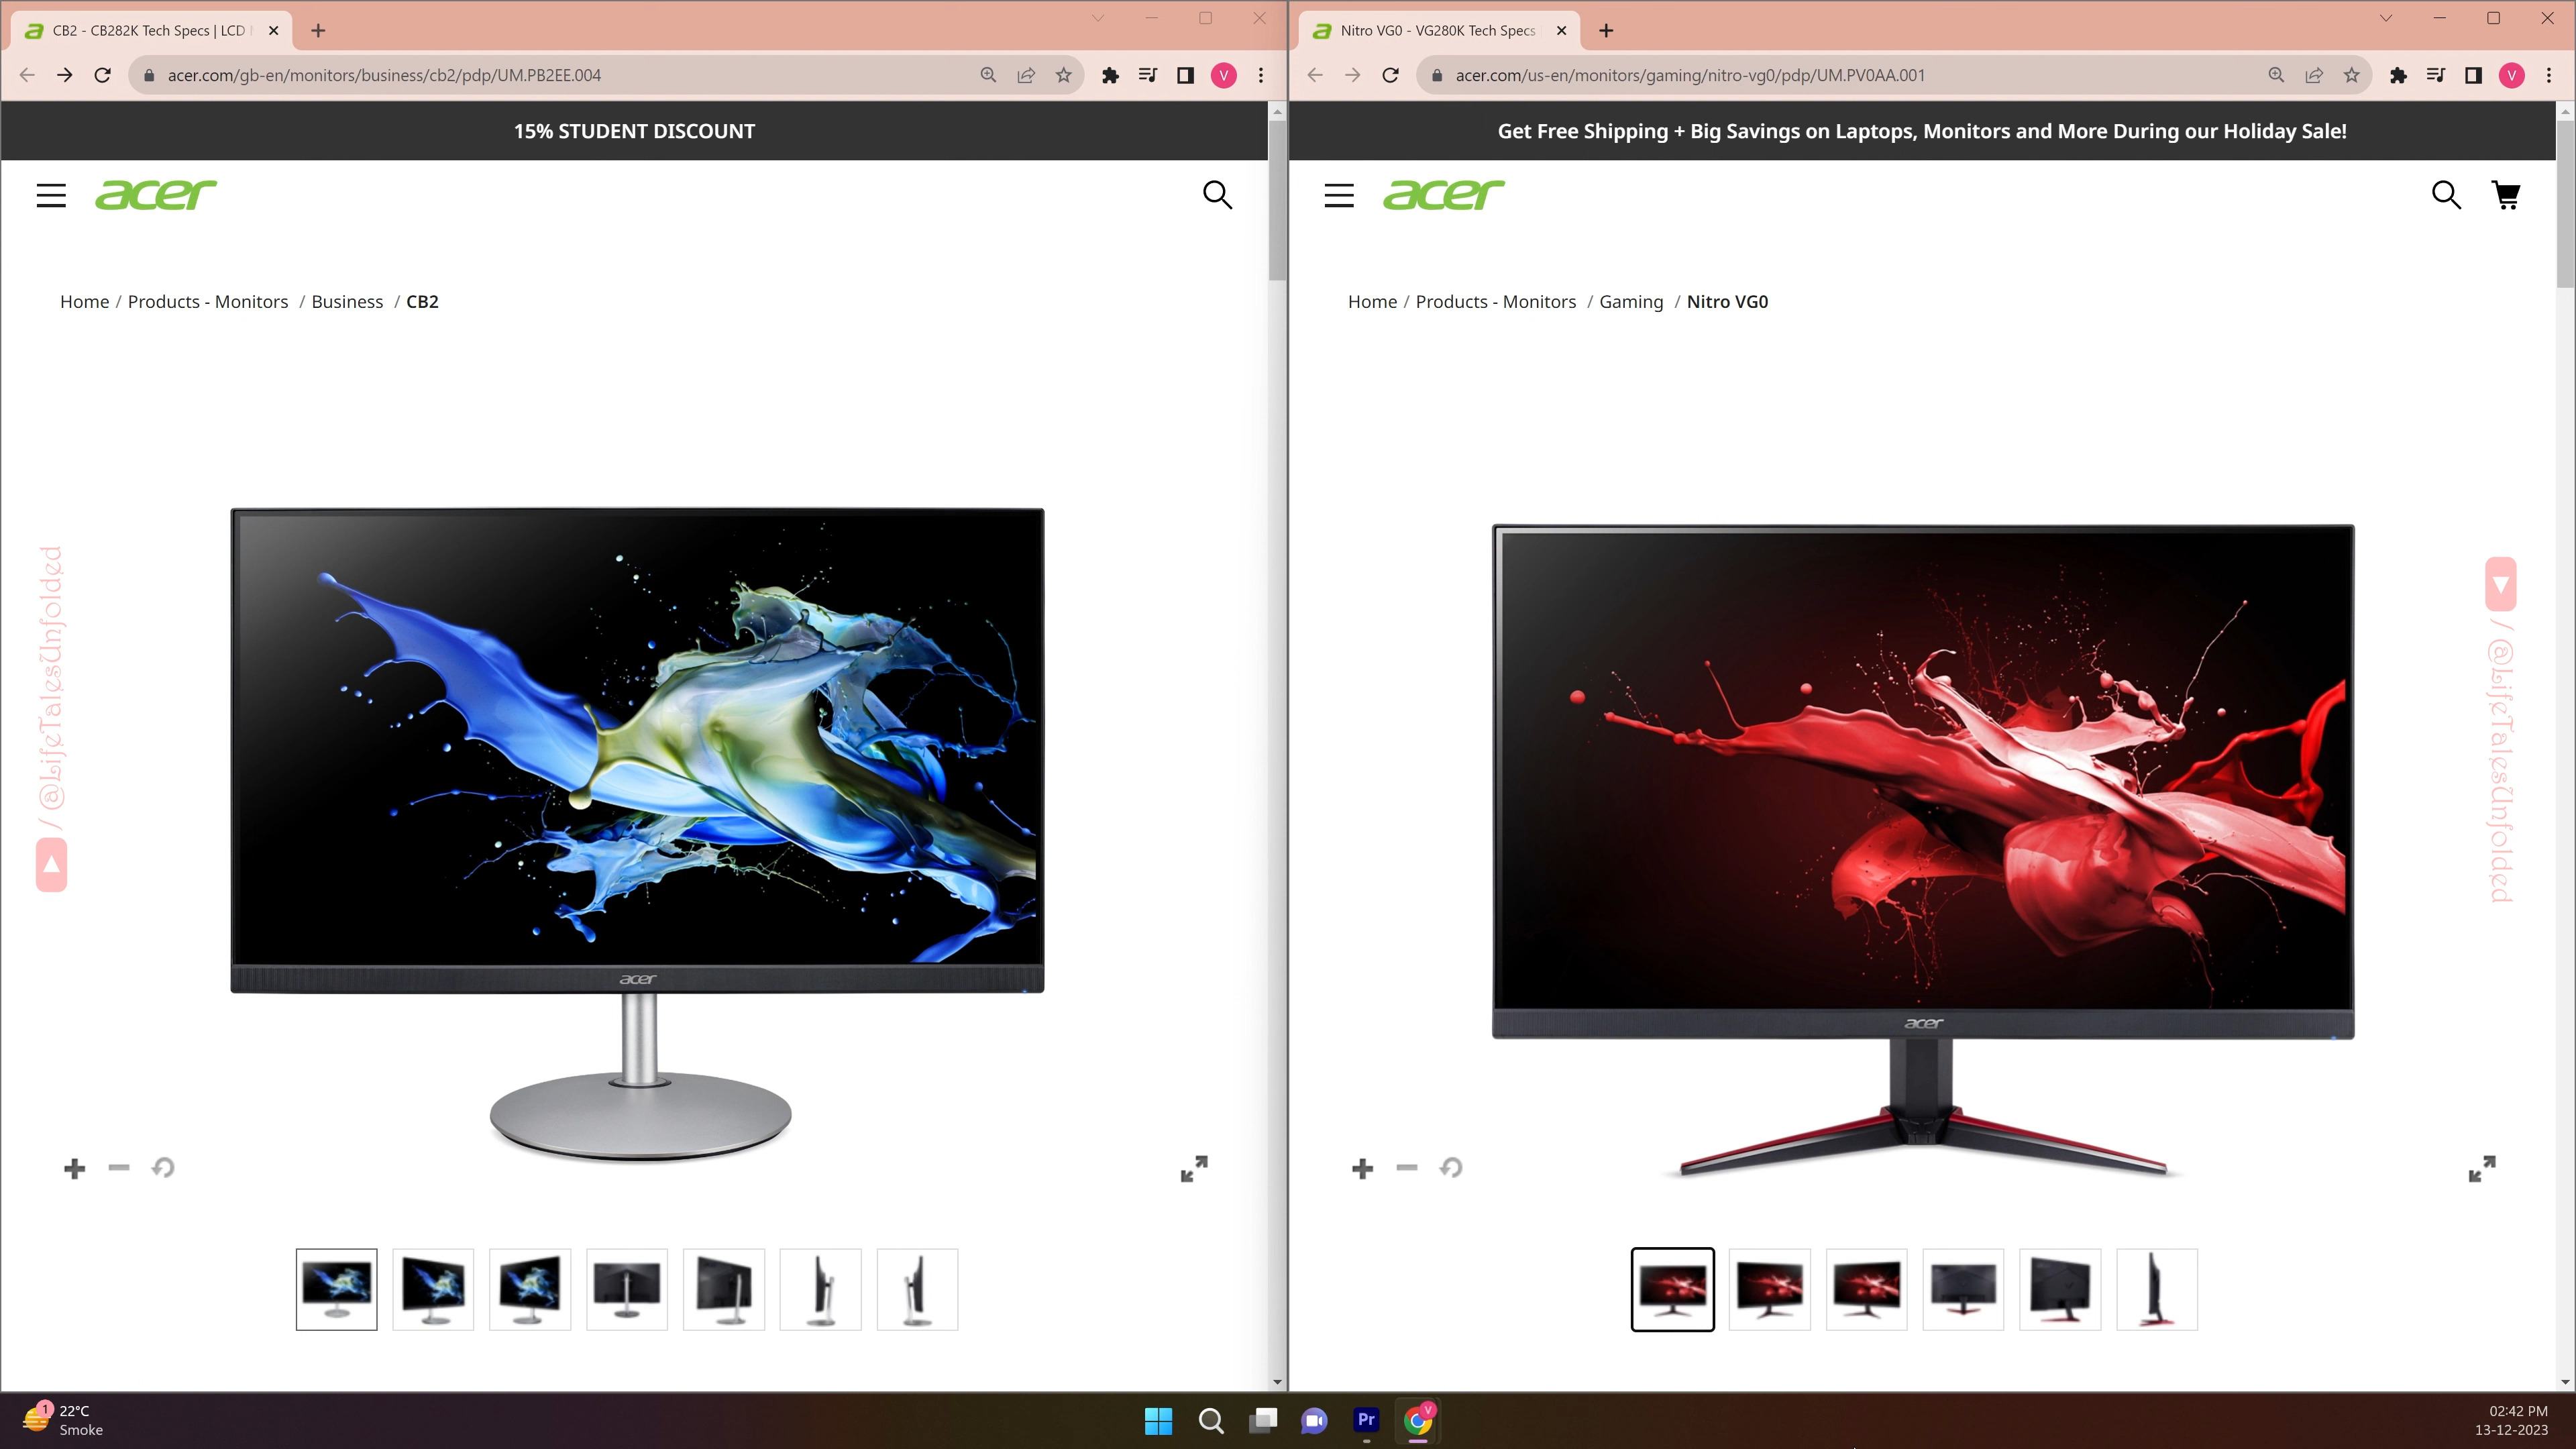 CB2 - CB282K Tech Specs | LCD
acer.com/gb-en/monitors/business/cb2/pdp/UM.PB2EE.004
V
15% STUDENT DISCOUNT
acer
Home / Products - Monitors / Business / CB2
/ @LifeTalesUnfolded
acer
Nitro VG0 - VG280K Tech Specs
acer.com/us-en/monitors/gaming/nitro-vg0/pdp/UM.PV0AA.001
V
Get Free Shipping + Big Savings on Laptops, Monitors and More During our Holiday Sale!
acer
Home / Products - Monitors / Gaming / Nitro VG0
/ @LifeTalesUnfolded
acer
1
22°C
Smoke
Pr
V
02:42 PM
13-12-2023